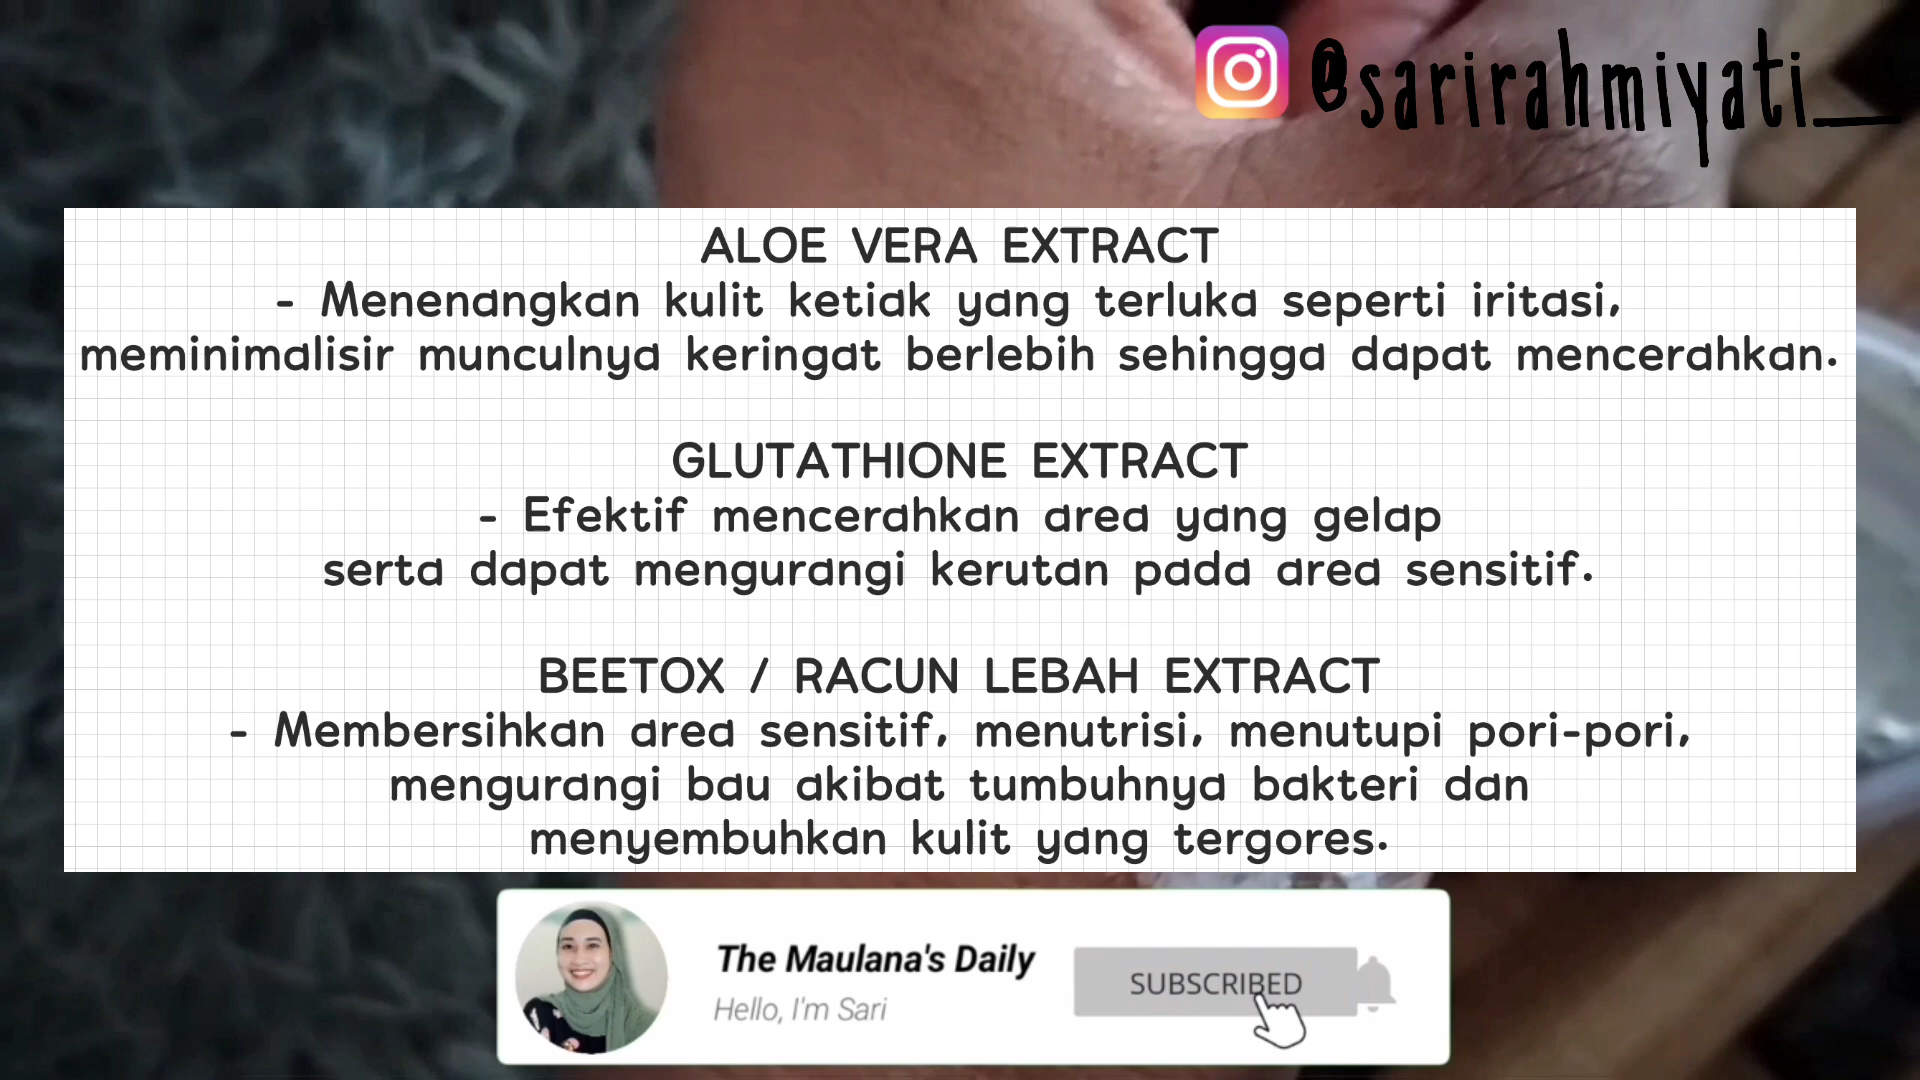 @sarirahmiyati__
ALOE VERA EXTRACT
- Menenangkan kulit ketiak yang terluka seperti iritasi,
meminimalisir munculnya keringat berlebih sehingga dapat mencerahkan.
GLUTATHIONE EXTRACT
- Efektif mencerahkan area yang gelap
serta dapat mengurangi kerutan pada area sensitif.
BEETOX / RACUN LEBAH EXTRACT
- Membersihkan area sensitif, menutrisi, menutupi pori-pori,
mengurangi bau akibat tumbuhnya bakteri dan
menyembuhkan kulit yang tergores.
The Maulana's Daily
Hello, I'm Sari
SUBSCRIBED